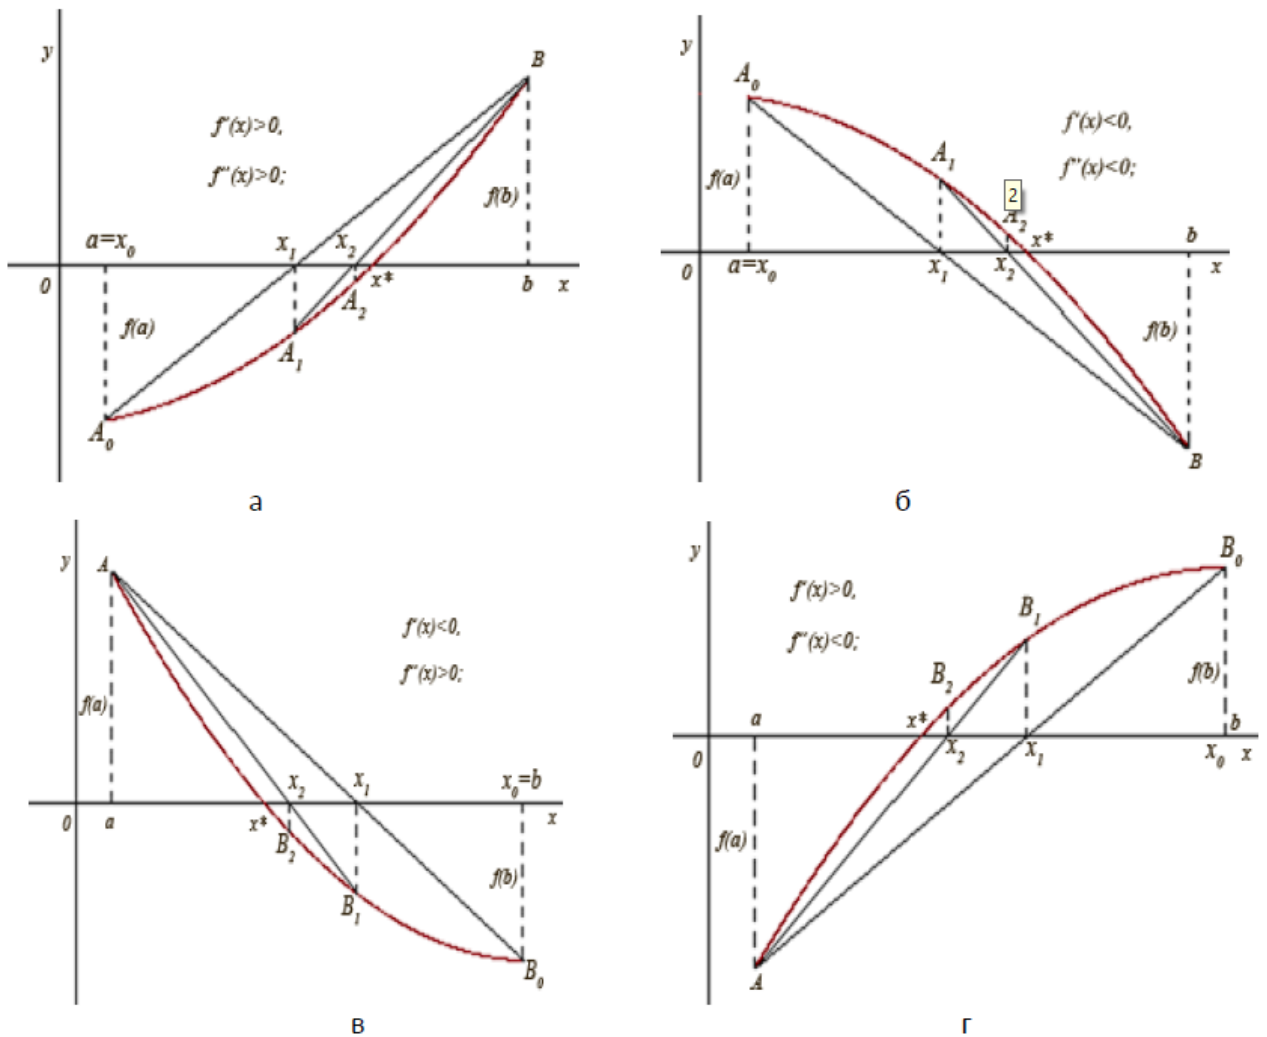 y
B
f'(x)>0,
f''(x)>0;
f(b)
a=x₀
x₁
x₂
0
x*
b
x
f(a)
A₂
A₁
A₀
а
y
A₀
f'(x)<0,
f''(x)<0;
A₁
f(a)
2
A₂
x*
b
0
a=x₀
x₁
x₂
x
f(b)
B
б
y
A
f'(x)<0,
f''(x)>0;
f(a)
x₂
x₁
x₀=b
0
a
x*
x
B₂
f(b)
B₁
B₀
в
y
B₀
f'(x)>0,
B₁
f''(x)<0;
B₂
f(b)
a
x*
b
0
x₂
x₁
x₀
x
f(a)
A
г